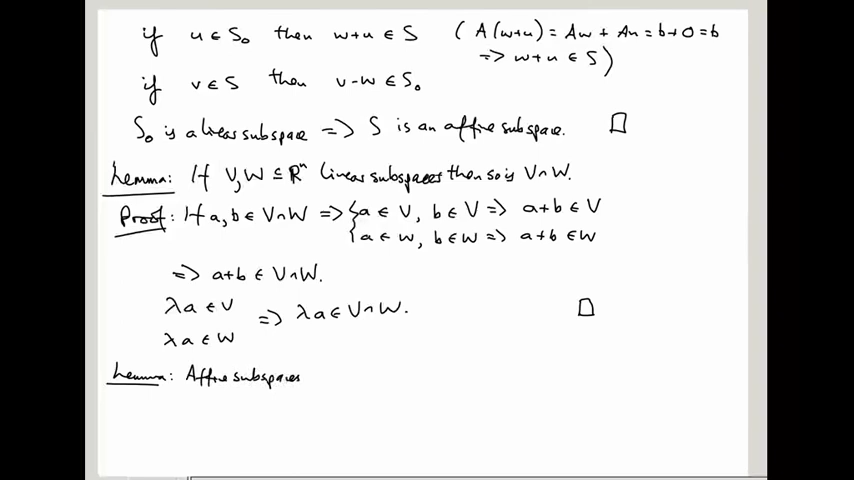 if u ∈ S₀ then w+u ∈ S ( A(w+u) = Aw + Au = b+0 = b
=> w+u ∈ S )
if v ∈ S then v-w ∈ S₀.
S₀ is a linear subspace => S is an affine subspace. □
Lemma: If V, W ⊆ ℝⁿ linear subspaces then so is V∩W.
Proof: If a, b ∈ V∩W => { a ∈ V, b ∈ V => a+b ∈ V
{ a ∈ W, b ∈ W => a+b ∈ W
=> a+b ∈ V∩W.
λa ∈ V
=> λa ∈ V∩W. □
λa ∈ W
Lemma: Affine subspaces